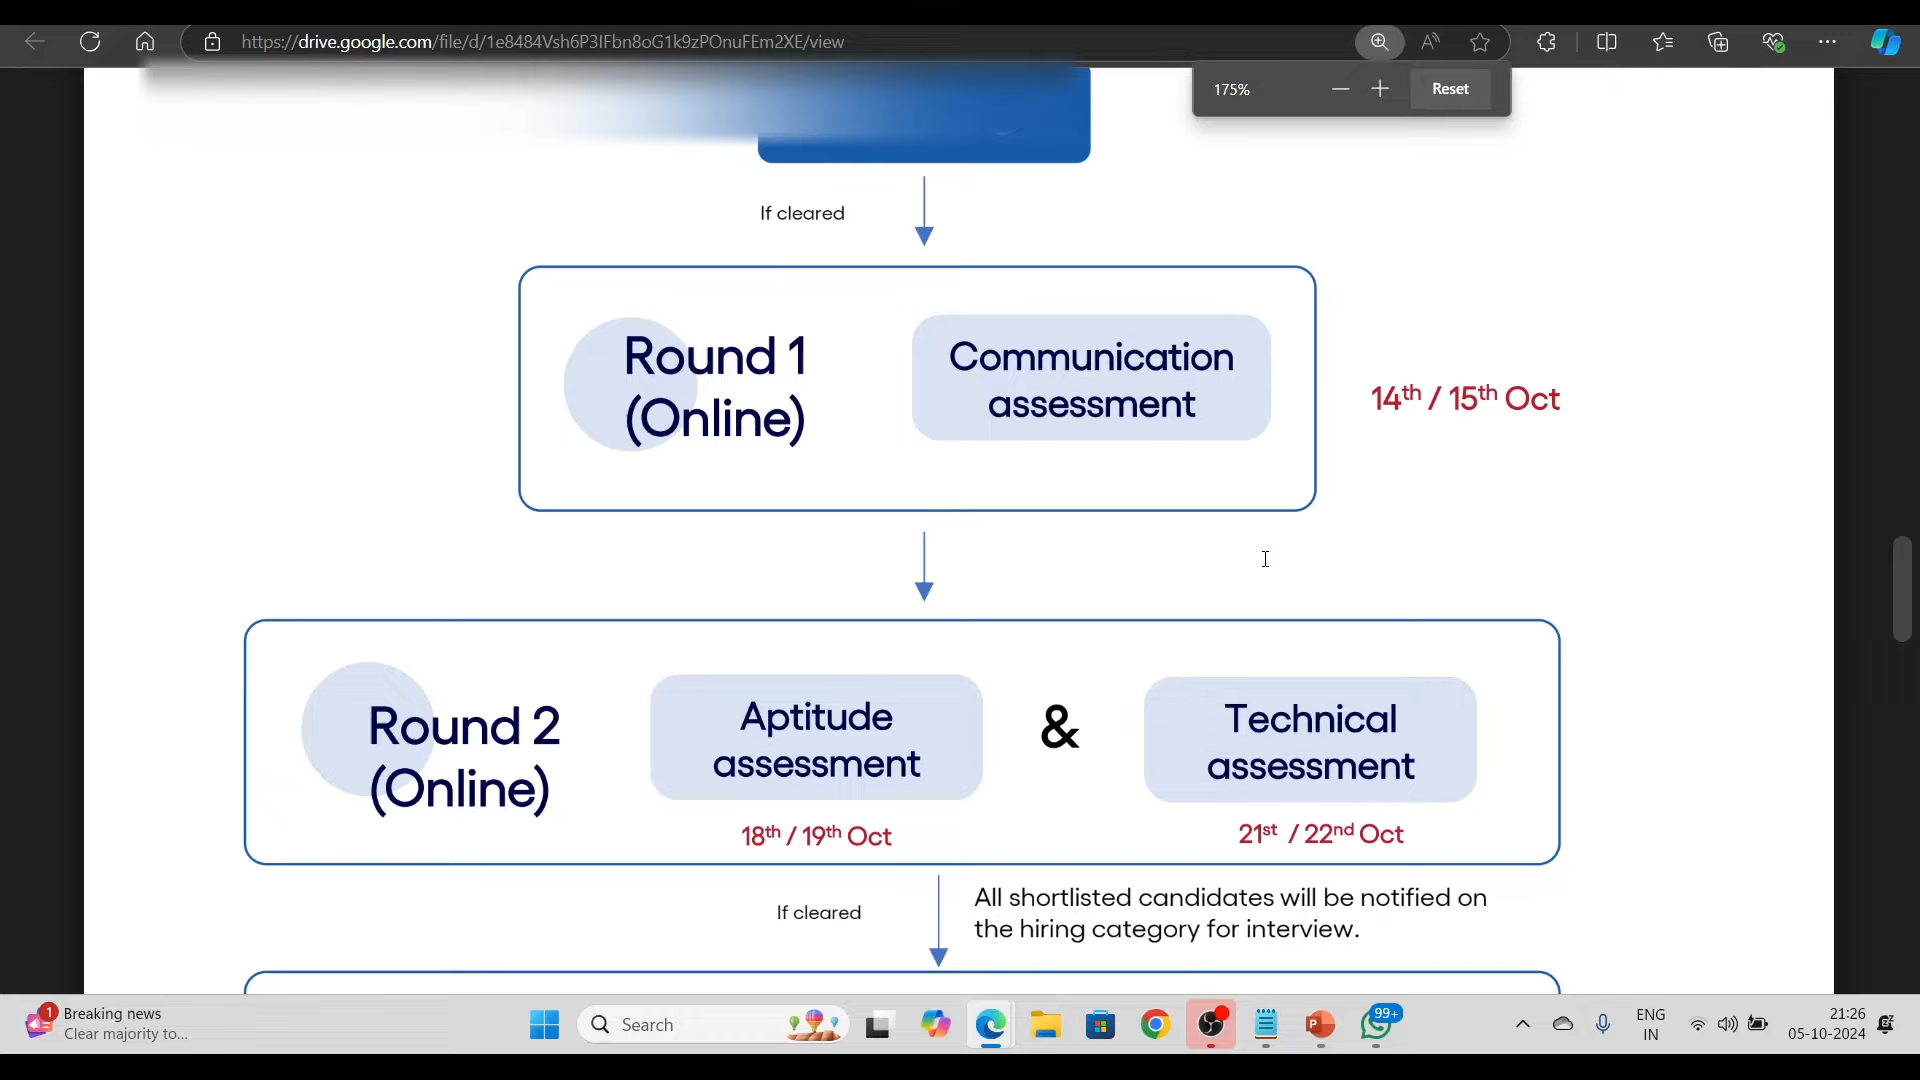 https://drive.google.com/file/d/1e8484Vsh6P3IFbn8oG1k9zPOnuFEm2XE/view
175%
Reset
If cleared
Round 1
(Online)
Communication
assessment
14th / 15th Oct
Round 2
(Online)
Aptitude
assessment
&
Technical
assessment
18th / 19th Oct
21st / 22nd Oct
If cleared
All shortlisted candidates will be notified on
the hiring category for interview.
1
Breaking news
Clear majority to...
Search
99+
ENG
IN
21:26
05-10-2024